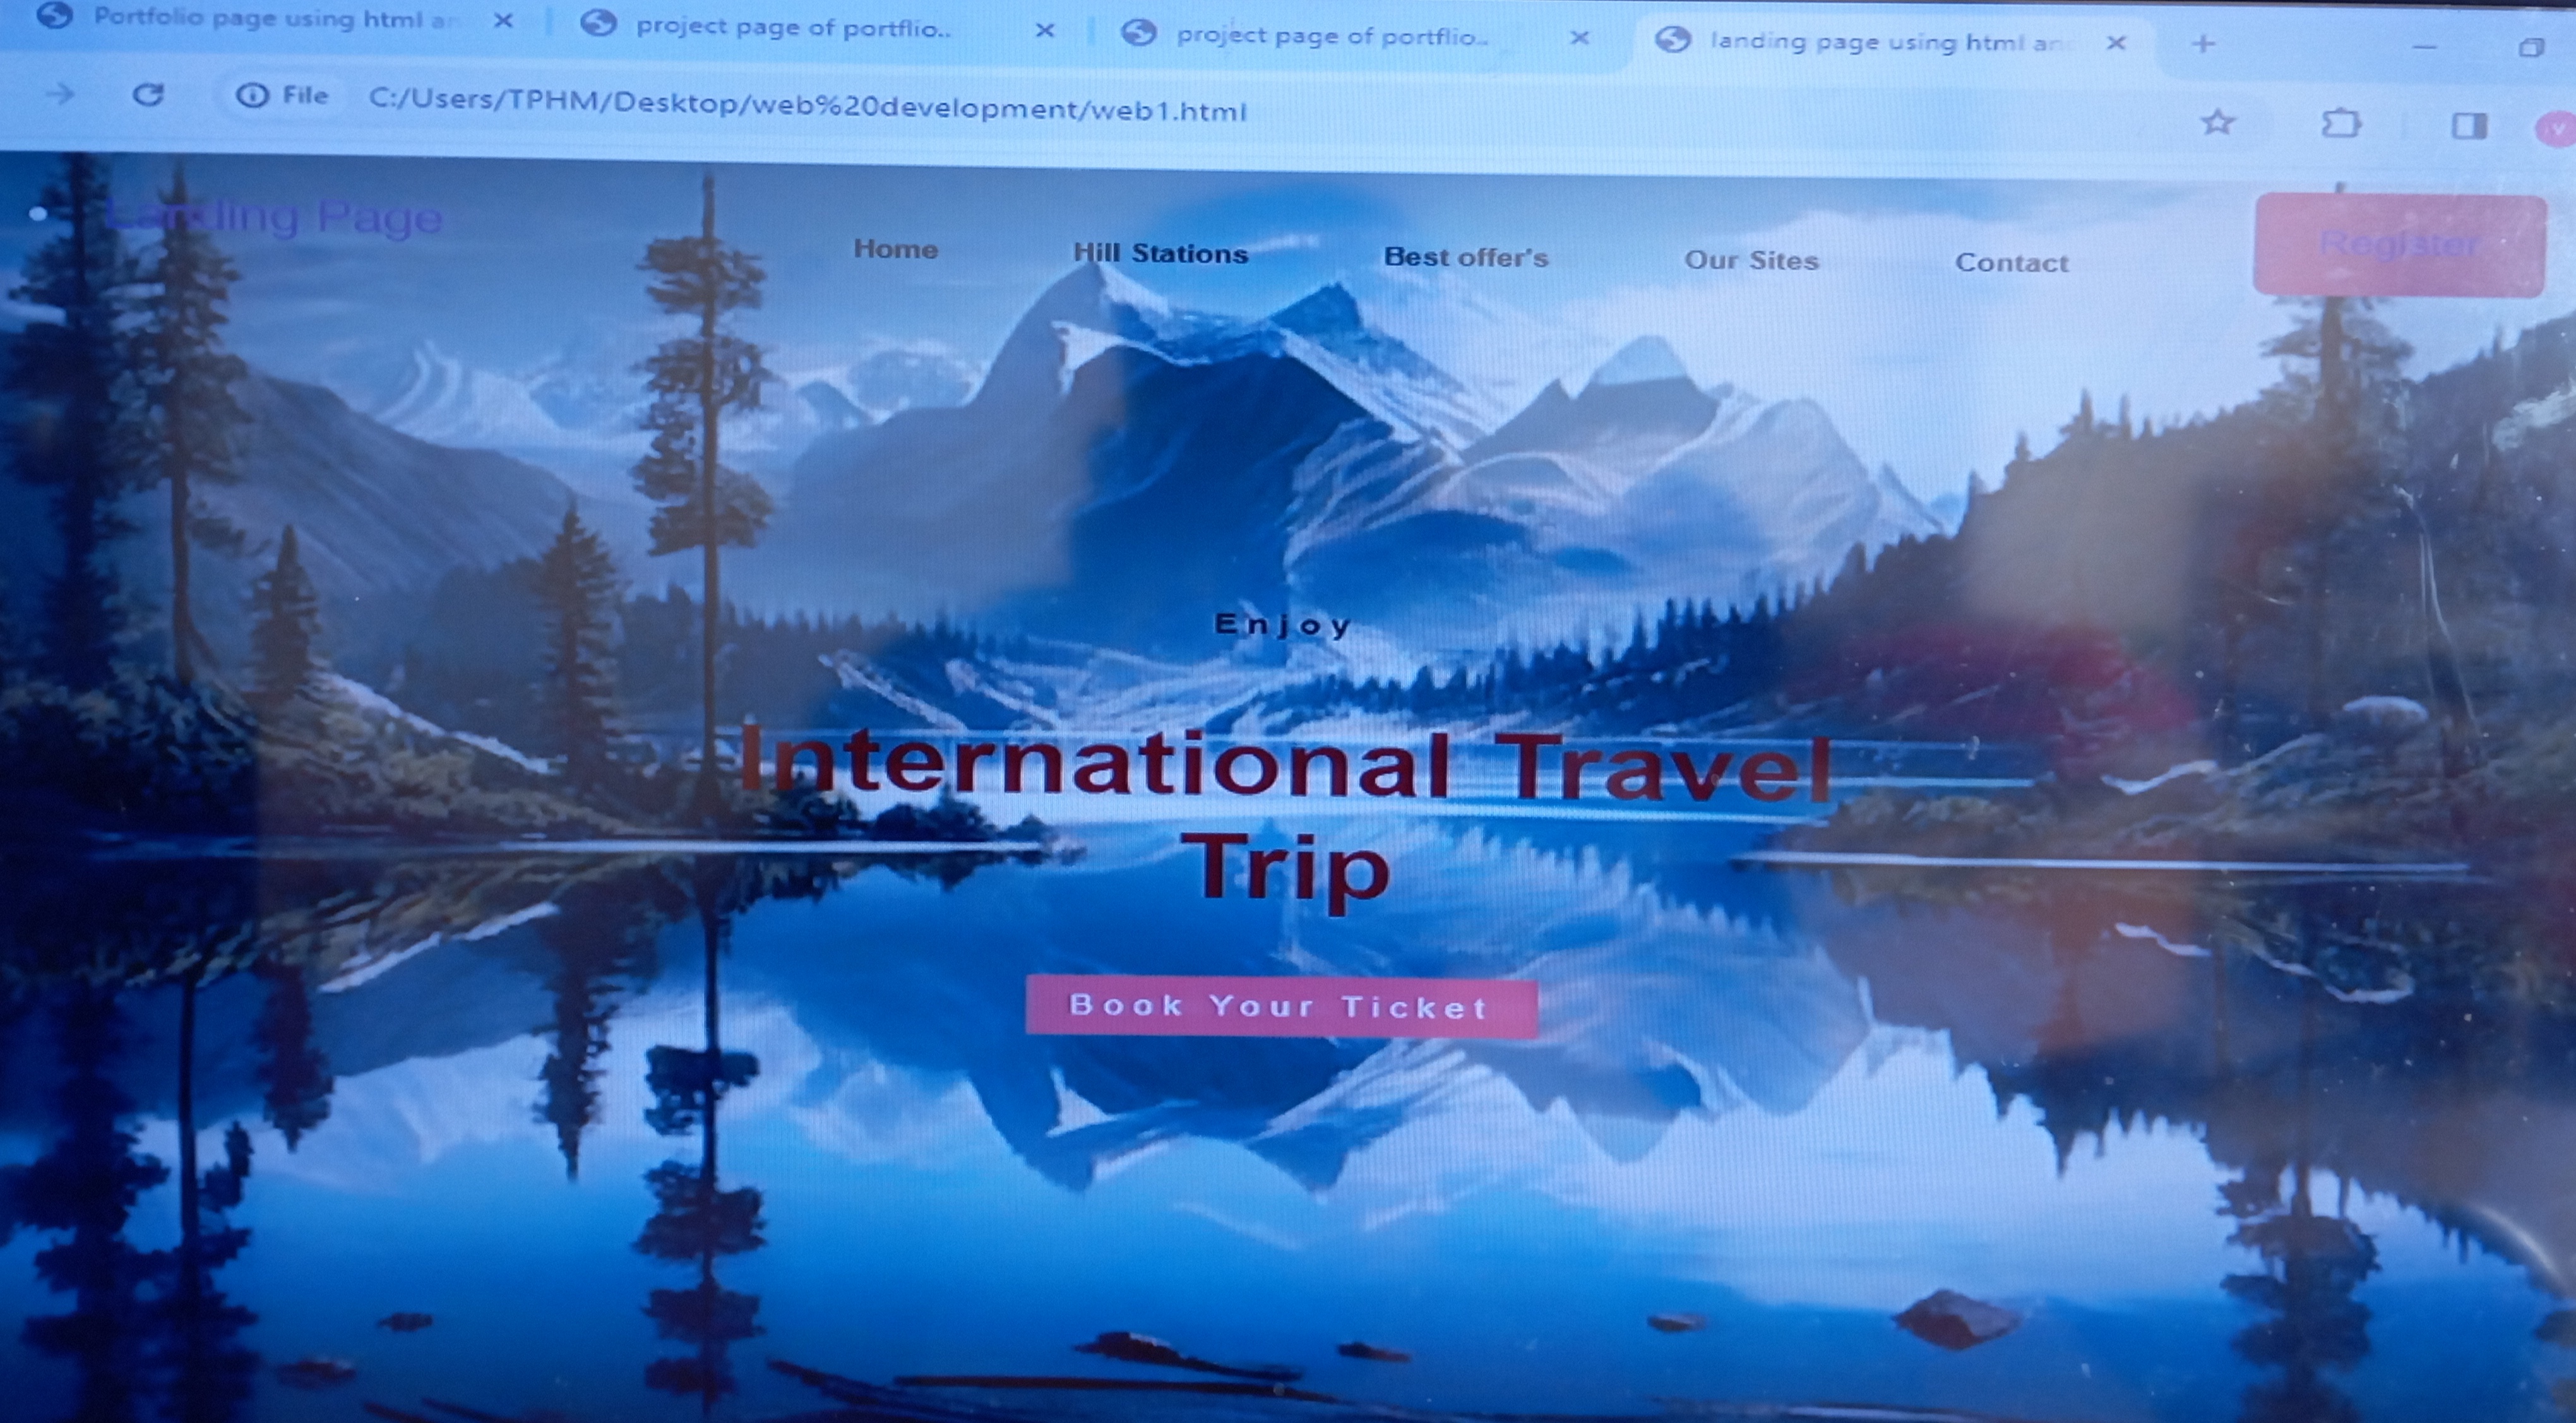 Portfolio page using html an
project page of portflio..
project page of portflio..
landing page using html an
File C:/Users/TPHM/Desktop/web%20development/web1.html
Landing Page
Home Hill Stations Best offer's Our Sites Contact
Register
Enjoy
International Travel
Trip
Book Your Ticket